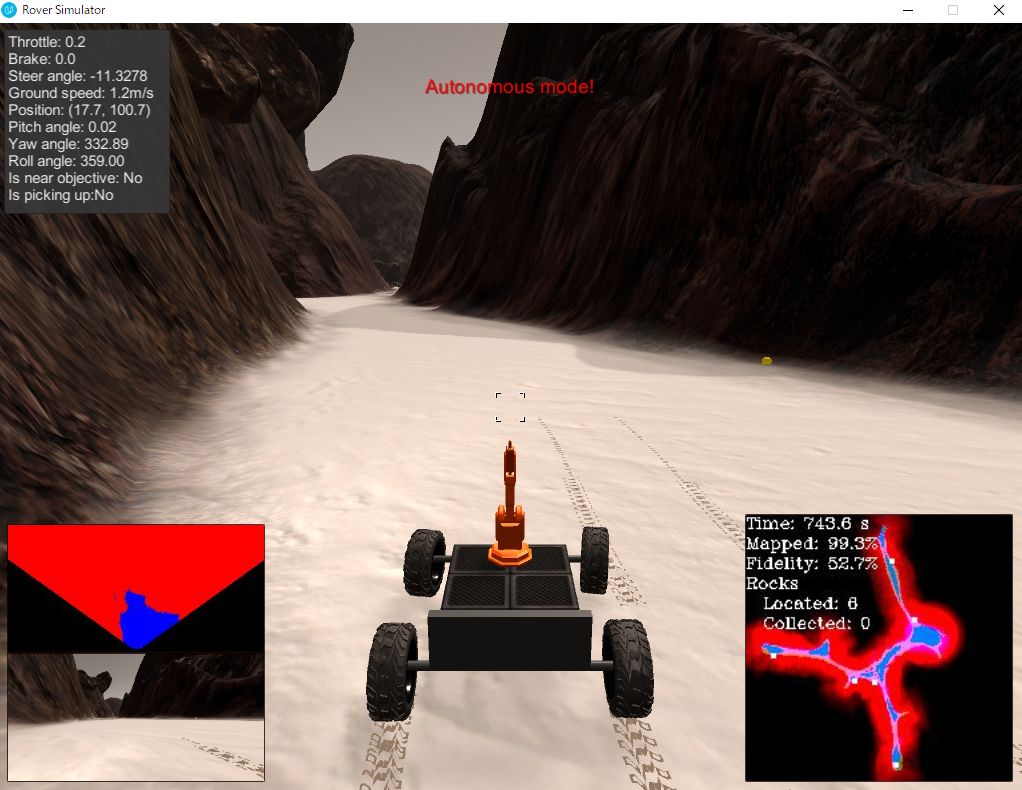 Rover Simulator
Throttle: 0.2
Brake: 0.0
Steer angle: -11.3278
Ground speed: 1.2m/s
Position: (17.7, 100.7)
Pitch angle: 0.02
Yaw angle: 332.89
Roll angle: 359.00
Is near objective: No
Is picking up:No
Autonomous mode!
Time: 743.6 s
Mapped: 99.3%
Fidelity: 52.7%
Rocks
Located: 6
Collected: 0